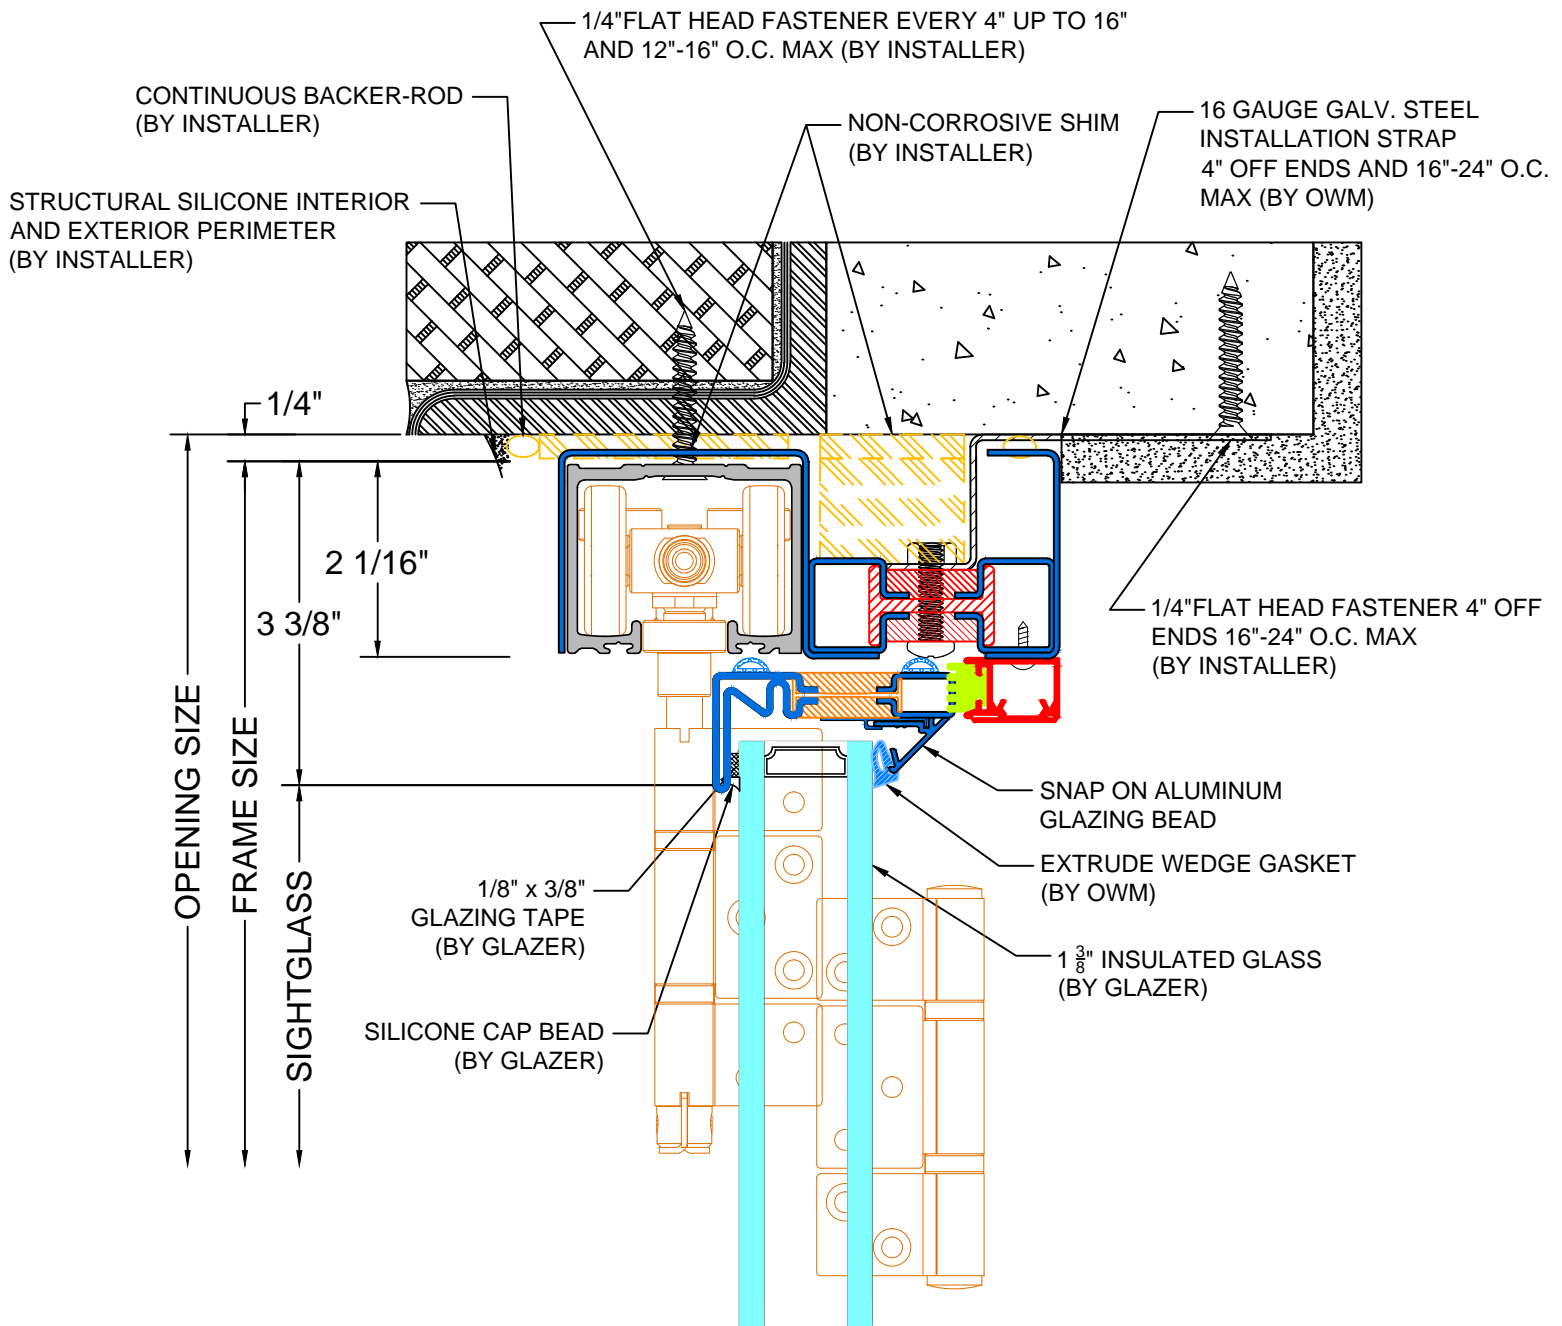 1/4"FLAT HEAD FASTENER EVERY 4" UP TO 16"
AND 12"-16" O.C. MAX (BY INSTALLER)
CONTINUOUS BACKER-ROD
(BY INSTALLER)
NON-CORROSIVE SHIM
(BY INSTALLER)
16 GAUGE GALV. STEEL
INSTALLATION STRAP
4" OFF ENDS AND 16"-24" O.C.
MAX (BY OWM)
STRUCTURAL SILICONE INTERIOR
AND EXTERIOR PERIMETER
(BY INSTALLER)
1/4"
2 1/16"
3 3/8"
1/4"FLAT HEAD FASTENER 4" OFF
ENDS 16"-24" O.C. MAX
(BY INSTALLER)
OPENING SIZE
FRAME SIZE
SIGHTGLASS
SNAP ON ALUMINUM
GLAZING BEAD
EXTRUDE WEDGE GASKET
(BY OWM)
1/8" x 3/8"
GLAZING TAPE
(BY GLAZER)
1 3/8" INSULATED GLASS
(BY GLAZER)
SILICONE CAP BEAD
(BY GLAZER)